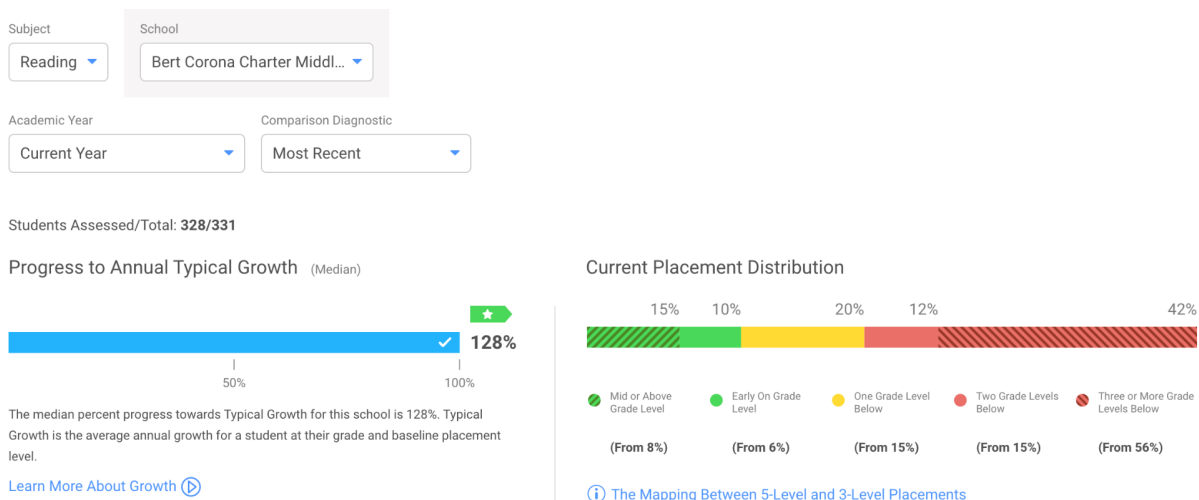 Subject
School
Reading
Bert Corona Charter Middl...
Academic Year
Comparison Diagnostic
Current Year
Most Recent
Students Assessed/Total: 328/331
Progress to Annual Typical Growth (Median)
128%
50%
100%
The median percent progress towards Typical Growth for this school is 128%. Typical
Growth is the average annual growth for a student at their grade and baseline placement
level.
Learn More About Growth
Current Placement Distribution
15% 10% 20% 12% 42%
Mid or Above
Grade Level
(From 8%)
Early On Grade
Level
(From 6%)
One Grade Level
Below
(From 15%)
Two Grade Levels
Below
(From 15%)
Three or More Grade
Levels Below
(From 56%)
The Mapping Between 5-Level and 3-Level Placements